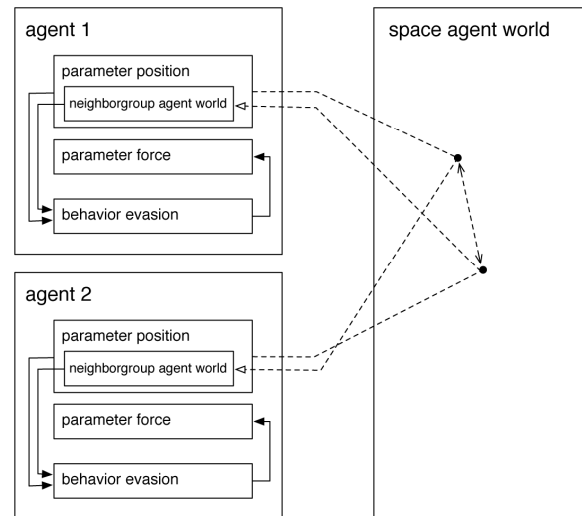 agent 1
parameter position
neighborgroup agent world
parameter force
behavior evasion
agent 2
parameter position
neighborgroup agent world
parameter force
behavior evasion
space agent world